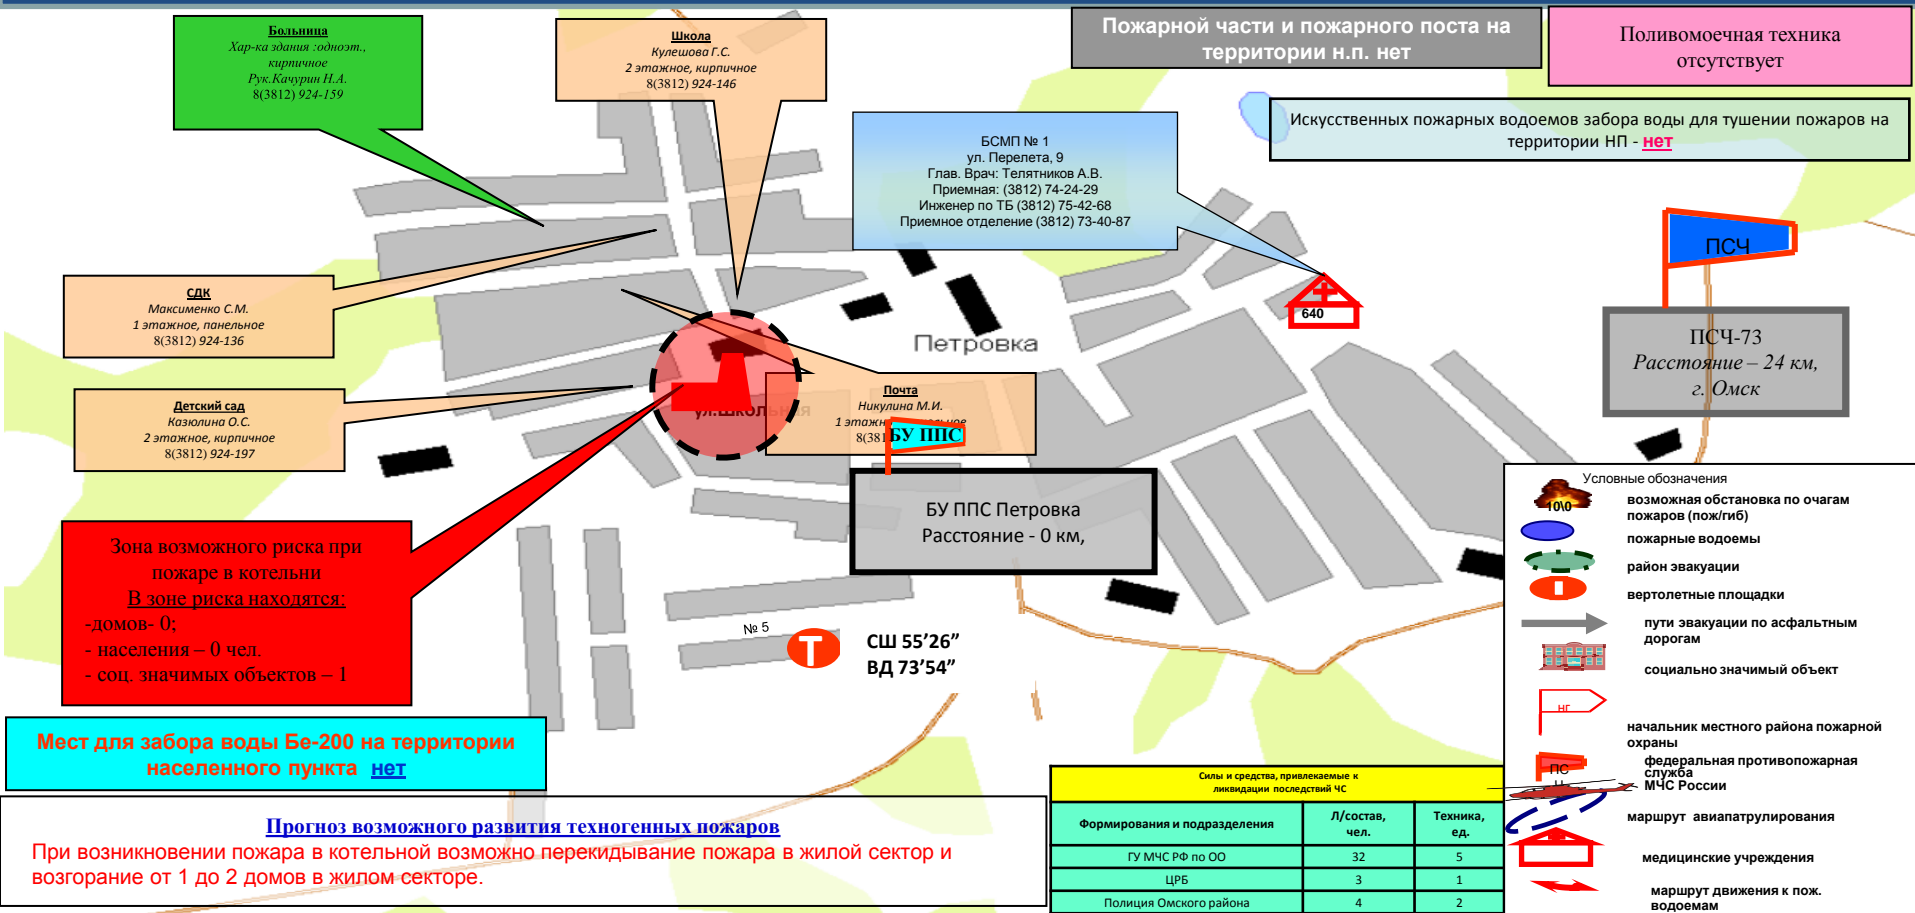 Больница
Хар-ка здания :одноэт.,
кирпичное
Рук.Качурин Н.А.
8(3812) 924-159
Школа
Кулешова Г.С.
2 этажное, кирпичное
8(3812) 924-146
Пожарной части и пожарного поста на
территории н.п. нет
Поливомоечная техника
отсутствует
Искусственных пожарных водоемов забора воды для тушении пожаров на
территории НП - нет
БСМП № 1
ул. Перелета, 9
Глав. Врач: Телятников А.В.
Приемная: (3812) 74-24-29
Инженер по ТБ (3812) 75-42-68
Приемное отделение (3812) 73-40-87
ПСЧ
640
ПСЧ-73
Расстояние – 24 км,
г. Омск
СДК
Максименко С.М.
1 этажное, панельное
8(3812) 924-136
Петровка
Детский сад
Казюлина О.С.
2 этажное, кирпичное
8(3812) 924-197
ул.Школьная
Почта
Никулина М.И.
1 этажн
8(381
БУ ППС
БУ ППС Петровка
Расстояние - 0 км,
Зона возможного риска при
пожаре в котельни
В зоне риска находятся:
-домов- 0;
- населения – 0 чел.
- соц. значимых объектов – 1
№ 5
Т
СШ 55’26”
ВД 73’54”
Мест для забора воды Бе-200 на территории
населенного пункта нет
Прогноз возможного развития техногенных пожаров
При возникновении пожара в котельной возможно перекидывание пожара в жилой сектор и
возгорание от 1 до 2 домов в жилом секторе.
Силы и средства, привлекаемые к
ликвидации последствий ЧС
Формирования и подразделения
Л/состав,
чел.
Техника,
ед.
ГУ МЧС РФ по ОО 32 5
ЦРБ 3 1
Полиция Омского района 4 2
Условные обозначения
10\0
возможная обстановка по очагам
пожаров (пож/гиб)
пожарные водоемы
район эвакуации
вертолетные площадки
пути эвакуации по асфальтным
дорогам
социально значимый объект
НГ
начальник местного района пожарной
охраны
ПС
федеральная противопожарная
служба
МЧС России
маршрут авиапатрулирования
медицинские учреждения
маршрут движения к пож.
водоемам